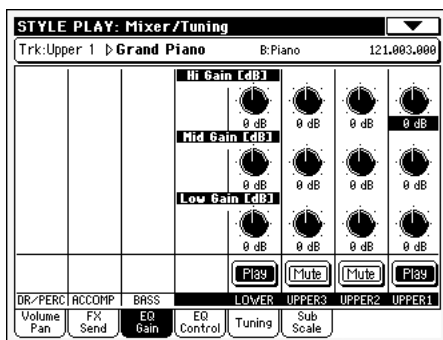 STYLE PLAY: Mixer/Tuning
Trk:Upper 1 ▷Grand Piano B:Piano 121.003.000
Hi Gain [dB]
0 dB 0 dB 0 dB 0 dB
Mid Gain [dB]
0 dB 0 dB 0 dB 0 dB
Low Gain [dB]
0 dB 0 dB 0 dB 0 dB
Play Mute Mute Play
DR/PERC ACCOMP BASS LOWER UPPER3 UPPER2 UPPER1
Volume Pan FX Send EQ Gain EQ Control Tuning Sub Scale